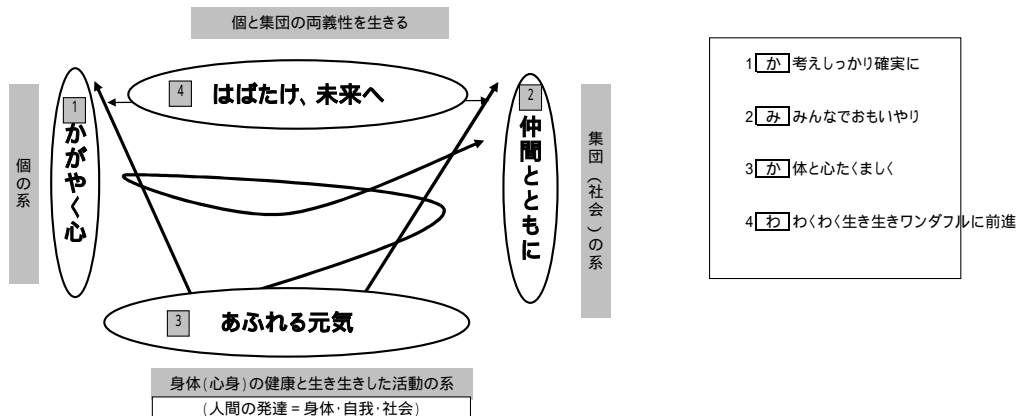 個と集団の両義性を生きる
4 はばたけ、未来へ
1 かがやく心
2 仲間とともに
個の系
集団(社会)の系
3 あふれる元気
身体(心身)の健康と生き生きした活動の系
(人間の発達=身体・自我・社会)
1 か 考えしっかり確実に
2 み みんなでおもいやり
3 か 体と心たくましく
4 わ わくわく生き生きワンダフルに前進